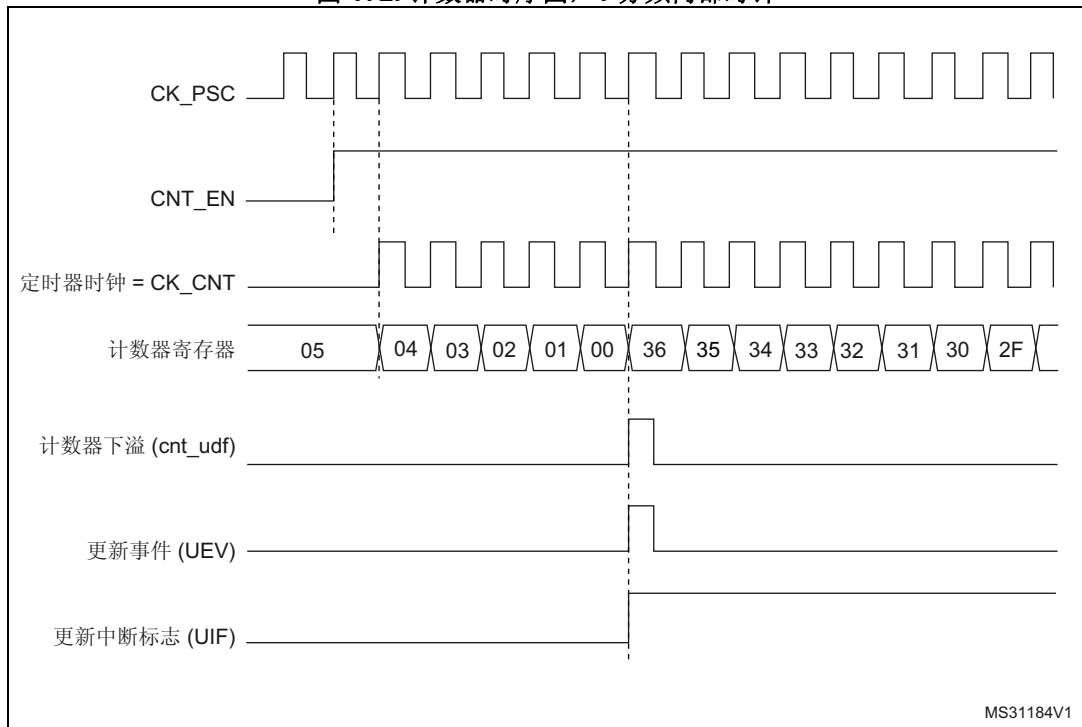 CK_PSC
CNT_EN
定时器时钟 = CK_CNT
计数器寄存器 05 04 03 02 01 00 36 35 34 33 32 31 30 2F
计数器下溢 (cnt_udf)
更新事件 (UEV)
更新中断标志 (UIF)
MS31184V1